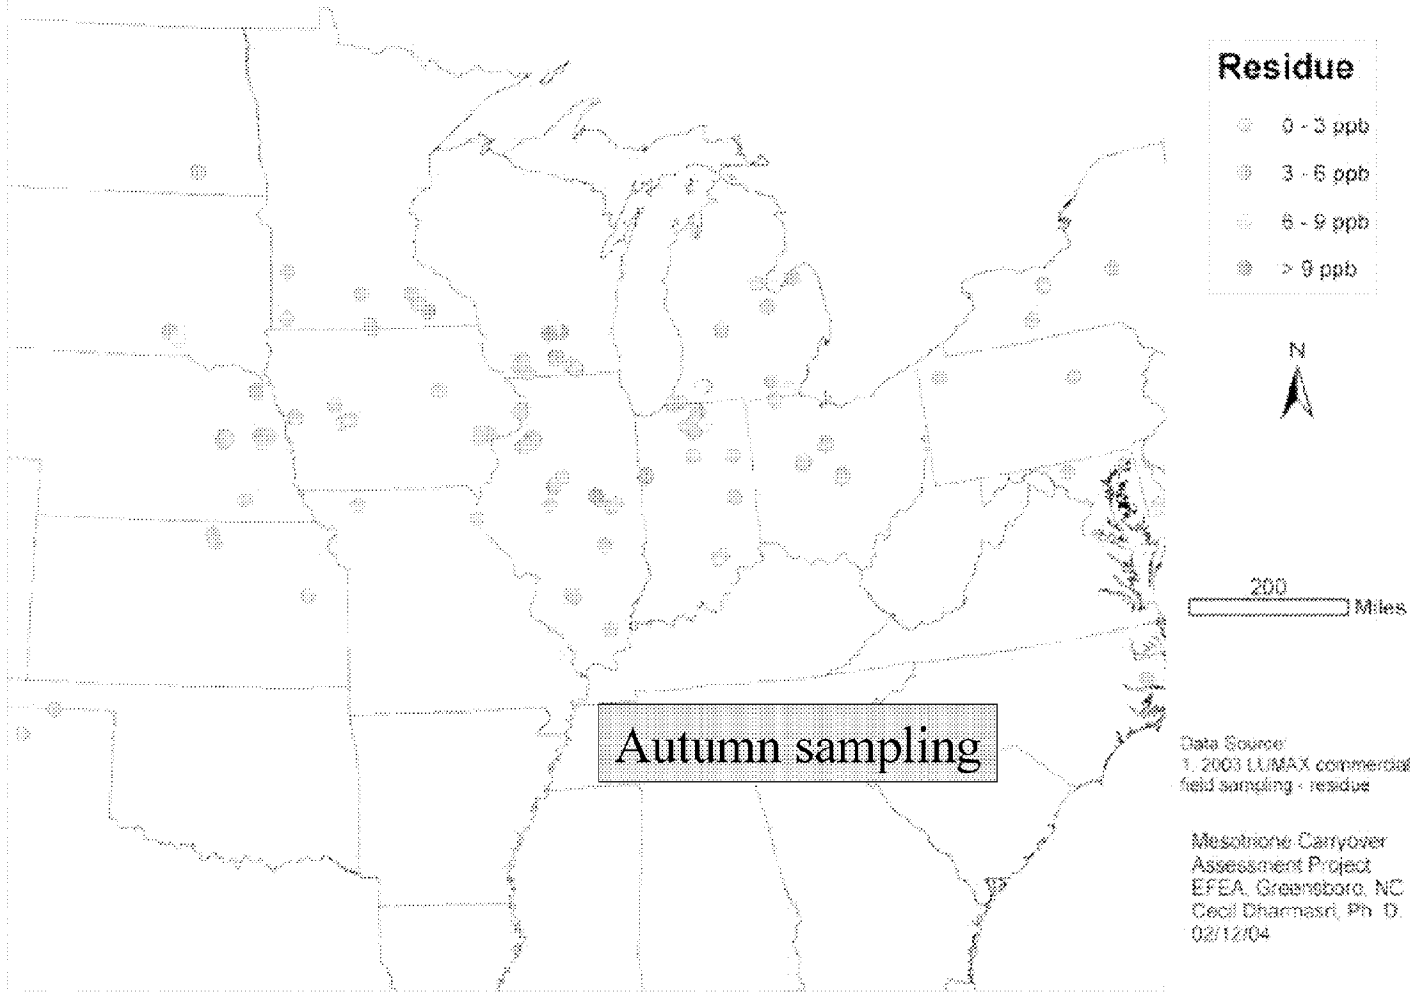 Residue
0 - 3 ppb
3 - 6 ppb
6 - 9 ppb
> 9 ppb
N
200
Miles
Autumn sampling
Data Source:
1. 2003 LUMAX commercial
field sampling - residue
Mesotrione Carryover
Assessment Project
EFEA, Greensboro, NC
Cecil Dharmasri, Ph. D.
02/12/04